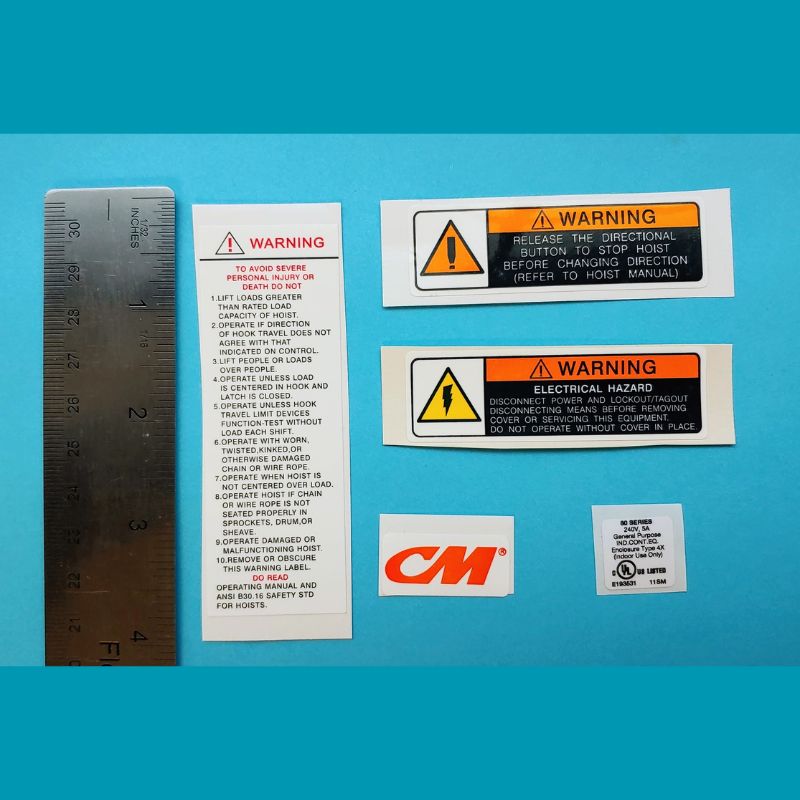 INCHES
1/32
1/16
1
2
3
4
30
29
28
27
26
25
24
23
22
21
WARNING
TO AVOID SEVERE
PERSONAL INJURY OR
DEATH DO NOT
1.LIFT LOADS GREATER
THAN RATED LOAD
CAPACITY OF HOIST.
2.OPERATE IF DIRECTION
OF HOOK TRAVEL DOES NOT
AGREE WITH THAT
INDICATED ON CONTROL.
3.LIFT PEOPLE OR LOADS
OVER PEOPLE.
4.OPERATE UNLESS LOAD
IS CENTERED IN HOOK AND
LATCH IS CLOSED.
5.OPERATE UNLESS HOOK
TRAVEL LIMIT DEVICES
FUNCTION-TEST WITHOUT
LOAD EACH SHIFT.
6.OPERATE WITH WORN,
TWISTED,KINKED,OR
OTHERWISE DAMAGED
CHAIN OR WIRE ROPE.
7.OPERATE WHEN HOIST IS
NOT CENTERED OVER LOAD.
8.OPERATE HOIST IF CHAIN
OR WIRE ROPE IS NOT
SEATED PROPERLY IN
SPROCKETS, DRUM,OR
SHEAVE.
9.OPERATE DAMAGED OR
MALFUNCTIONING HOIST.
10.REMOVE OR OBSCURE
THIS WARNING LABEL.
DO READ
OPERATING MANUAL AND
ANSI B30.16 SAFETY STD
FOR HOISTS.
WARNING
RELEASE THE DIRECTIONAL
BUTTON TO STOP HOIST
BEFORE CHANGING DIRECTION
(REFER TO HOIST MANUAL)
WARNING
ELECTRICAL HAZARD
DISCONNECT POWER AND LOCKOUT/TAGOUT
DISCONNECTING MEANS BEFORE REMOVING
COVER OR SERVICING THIS EQUIPMENT.
DO NOT OPERATE WITHOUT COVER IN PLACE.
CM®
80 SERIES
240V, 5A
General Purpose
IND.CONT.EQ.
Enclosure Type 4X
(Indoor Use Only)
c UL US LISTED
E193531 11SM